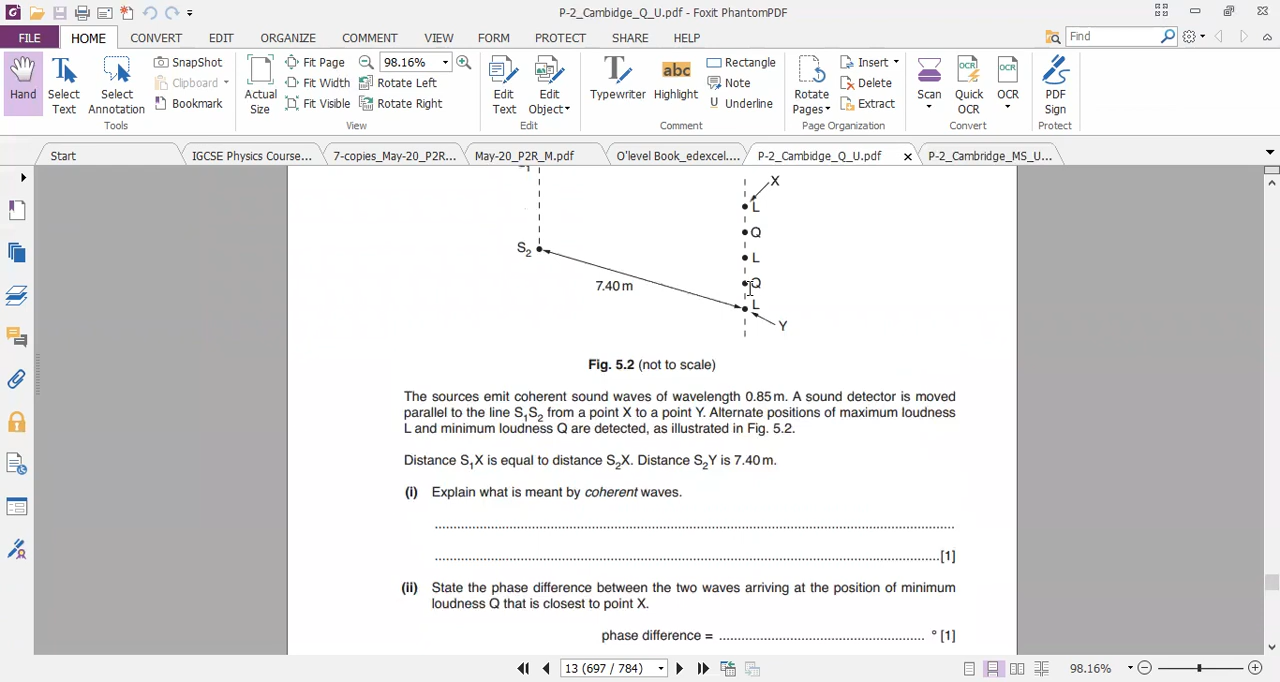 P-2_Cambidge_Q_U.pdf - Foxit PhantomPDF
FILE HOME CONVERT EDIT ORGANIZE COMMENT VIEW FORM PROTECT SHARE HELP Find
Hand
Select Text
Select Annotation
SnapShot
Clipboard
Bookmark
Tools
Actual Size
Fit Page
Fit Width
Fit Visible
98.16%
Rotate Left
Rotate Right
View
Edit Text
Edit Object
Edit
Typewriter
abc
Highlight
Rectangle
Note
Underline
Comment
Rotate Pages
Insert
Delete
Extract
Page Organization
Scan
OCR
Quick OCR
OCR
OCR
Convert
PDF Sign
Protect
Start IGCSE Physics Course... 7-copies_May-20_P2R... May-20_P2R_M.pdf O'level Book_edexcel.... P-2_Cambidge_Q_U.pdf P-2_Cambridge_MS_U...
X
L
Q
S2
L
7.40 m
Q
L
Y
Fig. 5.2 (not to scale)
The sources emit coherent sound waves of wavelength 0.85 m. A sound detector is moved
parallel to the line S1S2 from a point X to a point Y. Alternate positions of maximum loudness
L and minimum loudness Q are detected, as illustrated in Fig. 5.2.
Distance S1X is equal to distance S2X. Distance S2Y is 7.40 m.
(i) Explain what is meant by coherent waves.
..........................................................................................................................
......................................................................................................................[1]
(ii) State the phase difference between the two waves arriving at the position of minimum
loudness Q that is closest to point X.
phase difference = ................................................ ° [1]
13 (697 / 784) 98.16%